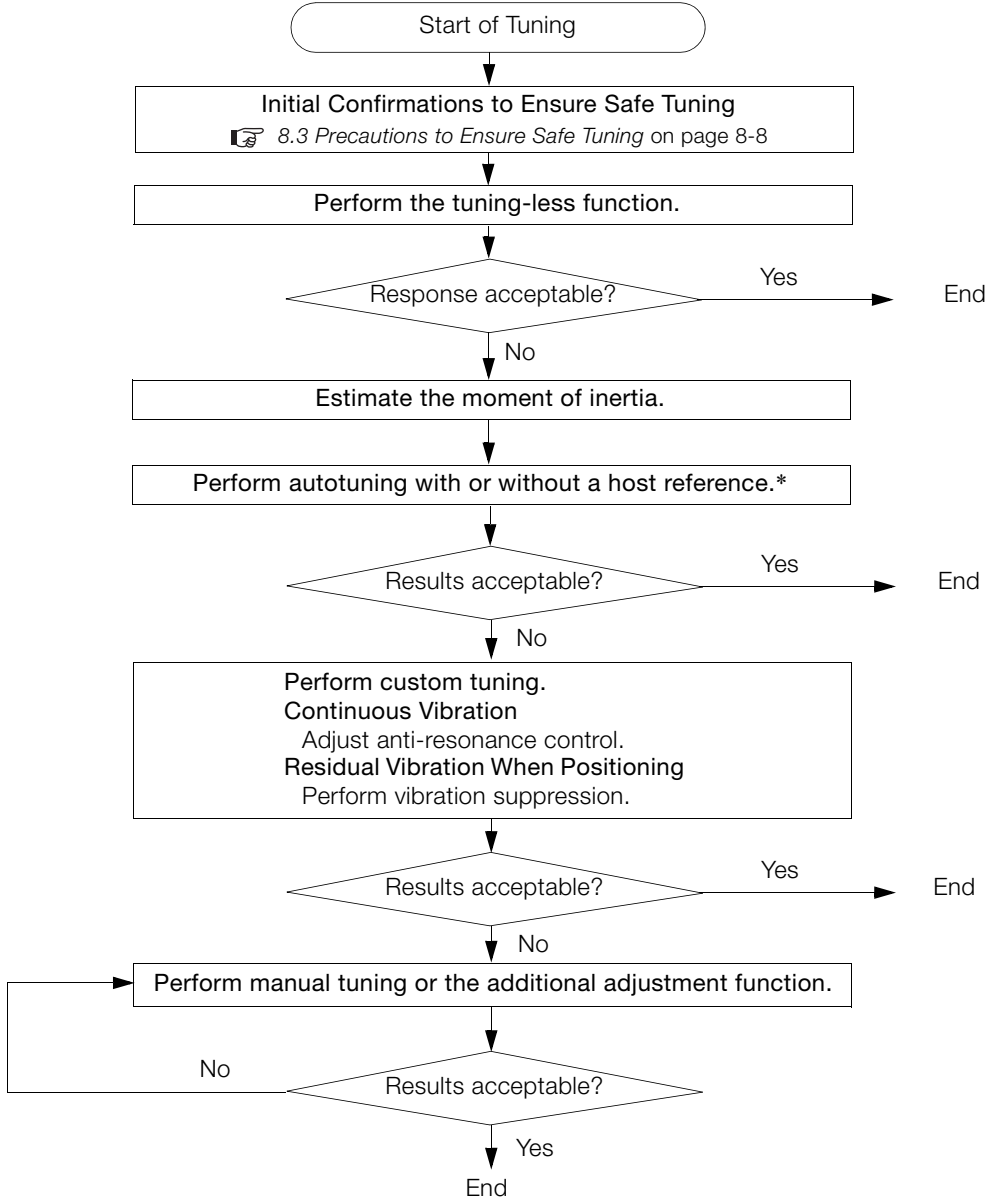 Start of Tuning
Initial Confirmations to Ensure Safe Tuning
8.3 Precautions to Ensure Safe Tuning on page 8-8
Perform the tuning-less function.
Response acceptable?
Yes
End
No
Estimate the moment of inertia.
Perform autotuning with or without a host reference.*
Results acceptable?
Yes
End
No
Perform custom tuning.
Continuous Vibration
Adjust anti-resonance control.
Residual Vibration When Positioning
Perform vibration suppression.
Results acceptable?
Yes
End
No
Perform manual tuning or the additional adjustment function.
No
Results acceptable?
Yes
End